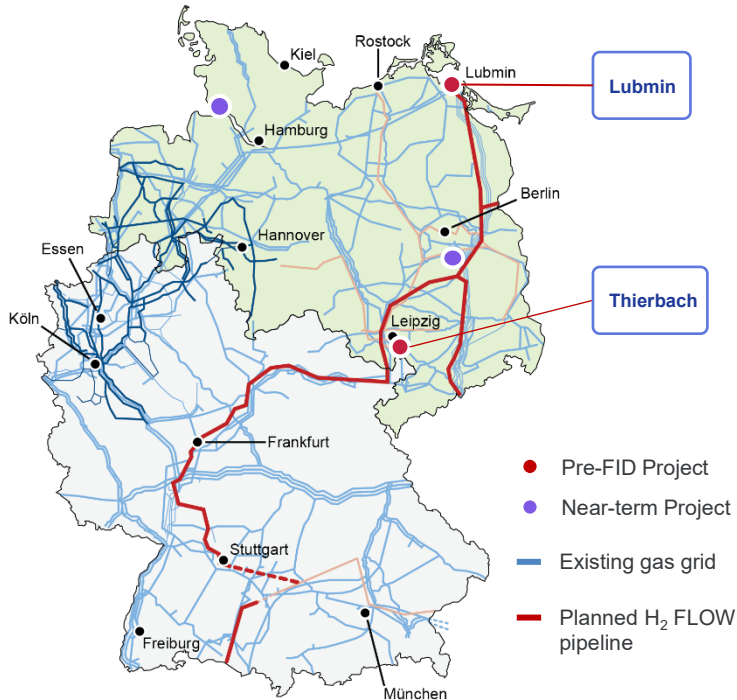 Kiel
Rostock
Lubmin
Lubmin
Hamburg
Berlin
Hannover
Essen
Thierbach
Leipzig
Köln
Frankfurt
Pre-FID Project
Near-term Project
Stuttgart
Existing gas grid
Planned H₂ FLOW
pipeline
Freiburg
München